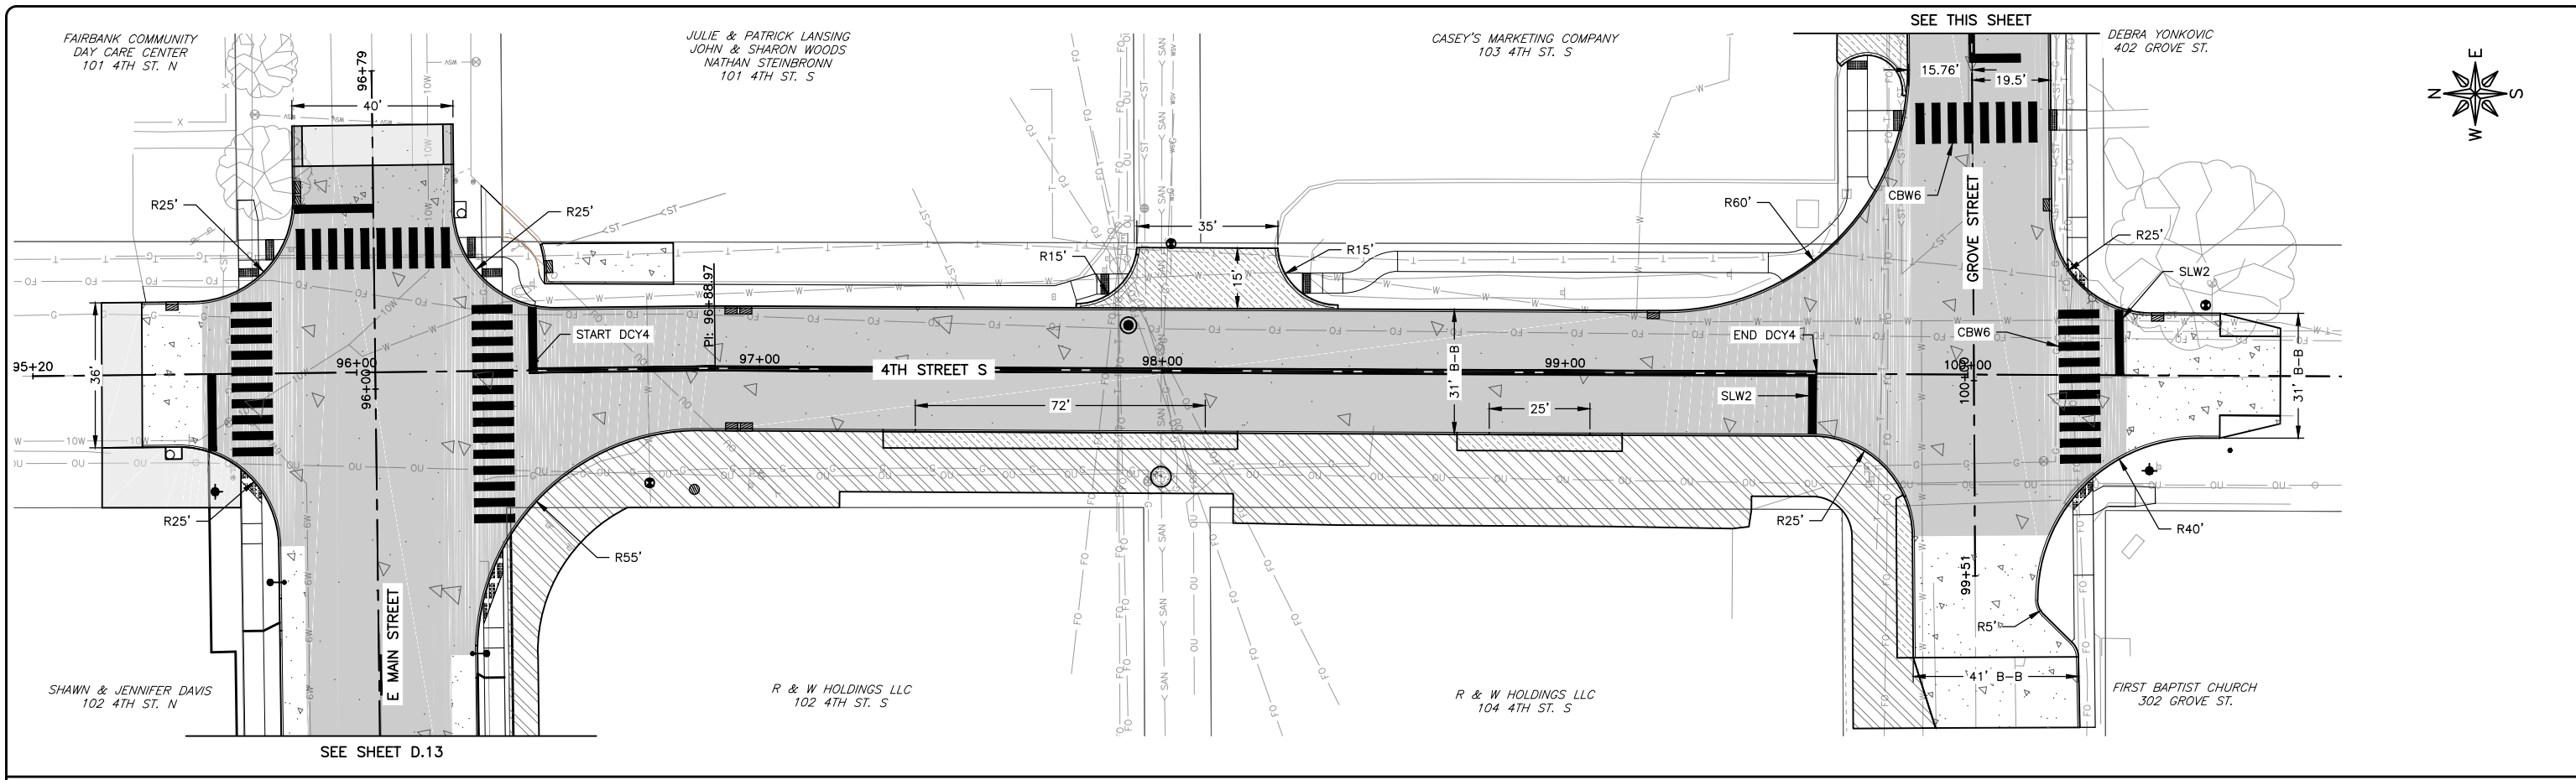 SEE THIS SHEET
FAIRBANK COMMUNITY
DAY CARE CENTER
101 4TH ST. N
JULIE & PATRICK LANSING
JOHN & SHARON WOODS
NATHAN STEINBRONN
101 4TH ST. S
CASEY'S MARKETING COMPANY
103 4TH ST. S
DEBRA YONKOVIC
402 GROVE ST.
N
E
S
W
96+79
40'
15.76'
19.5'
R25'
R25'
35'
R15'
R15'
15'
R60'
CBW6
GROVE STREET
R25'
SLW2
START DCY4
PI: 96+88.97
END DCY4
CBW6
95+20
36'
96+00
96+00
97+00
4TH STREET S
98+00
99+00
100+00
100+00
31' B-B
31' B-B
72'
25'
SLW2
R25'
R55'
R25'
R40'
99+51
R5'
41' B-B
E MAIN STREET
SHAWN & JENNIFER DAVIS
102 4TH ST. N
R & W HOLDINGS LLC
102 4TH ST. S
R & W HOLDINGS LLC
104 4TH ST. S
FIRST BAPTIST CHURCH
302 GROVE ST.
SEE SHEET D.13